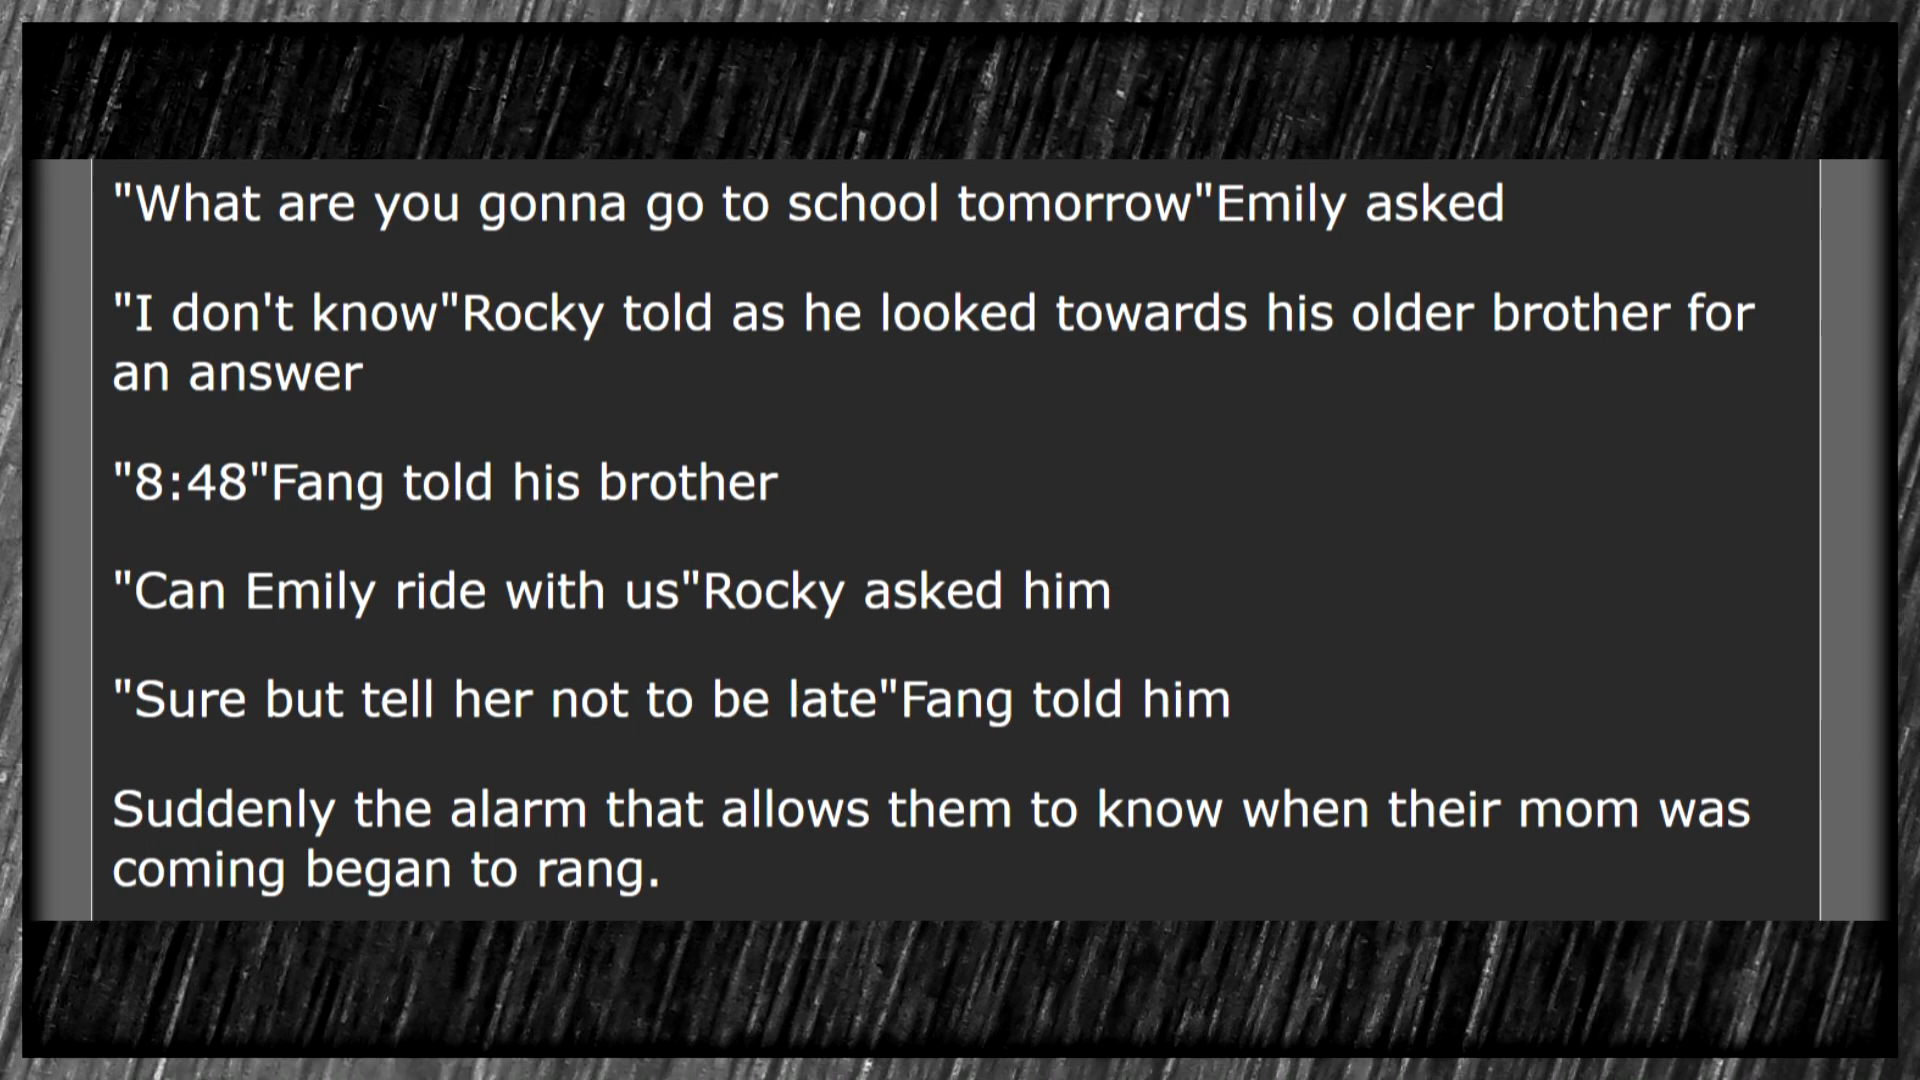 "What are you gonna go to school tomorrow"Emily asked
"I don't know"Rocky told as he looked towards his older brother for
an answer
"8:48"Fang told his brother
"Can Emily ride with us"Rocky asked him
"Sure but tell her not to be late"Fang told him
Suddenly the alarm that allows them to know when their mom was
coming began to rang.